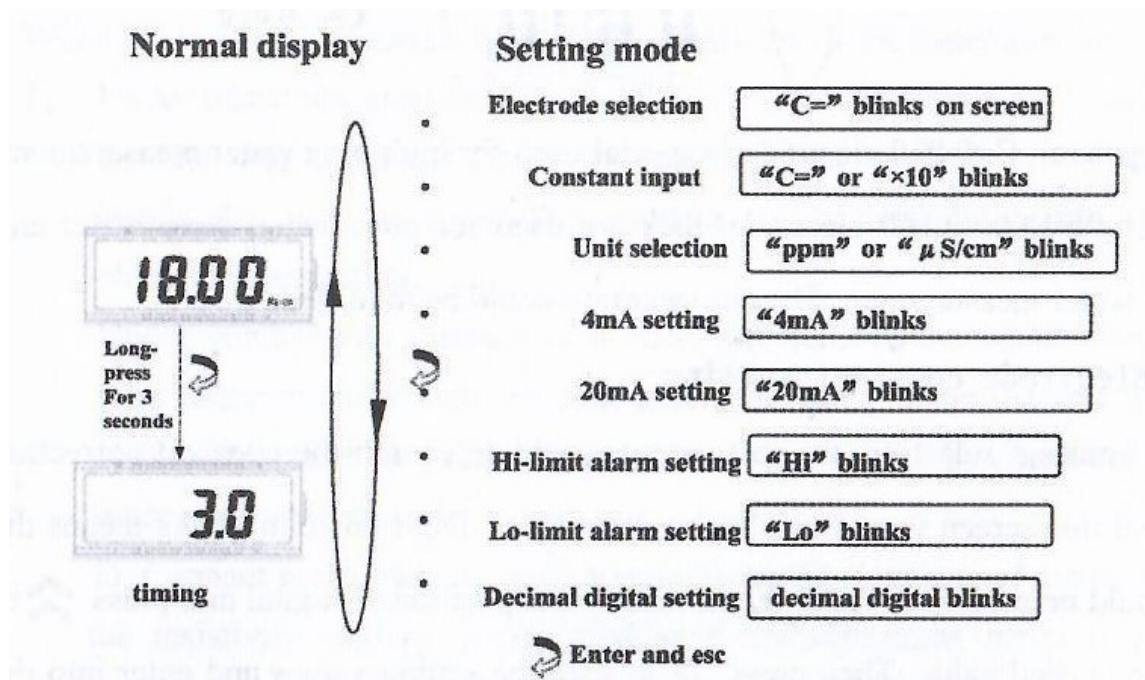 Normal display
Setting mode
Electrode selection
“C=” blinks on screen
Constant input
“C=” or “×10” blinks
Unit selection
“ppm” or “ μ S/cm” blinks
18.00
4mA setting
“4mA” blinks
Long-
press
For 3
seconds
20mA setting
“20mA” blinks
Hi-limit alarm setting
“Hi” blinks
3.0
Lo-limit alarm setting
“Lo” blinks
timing
Decimal digital setting
decimal digital blinks
Enter and esc